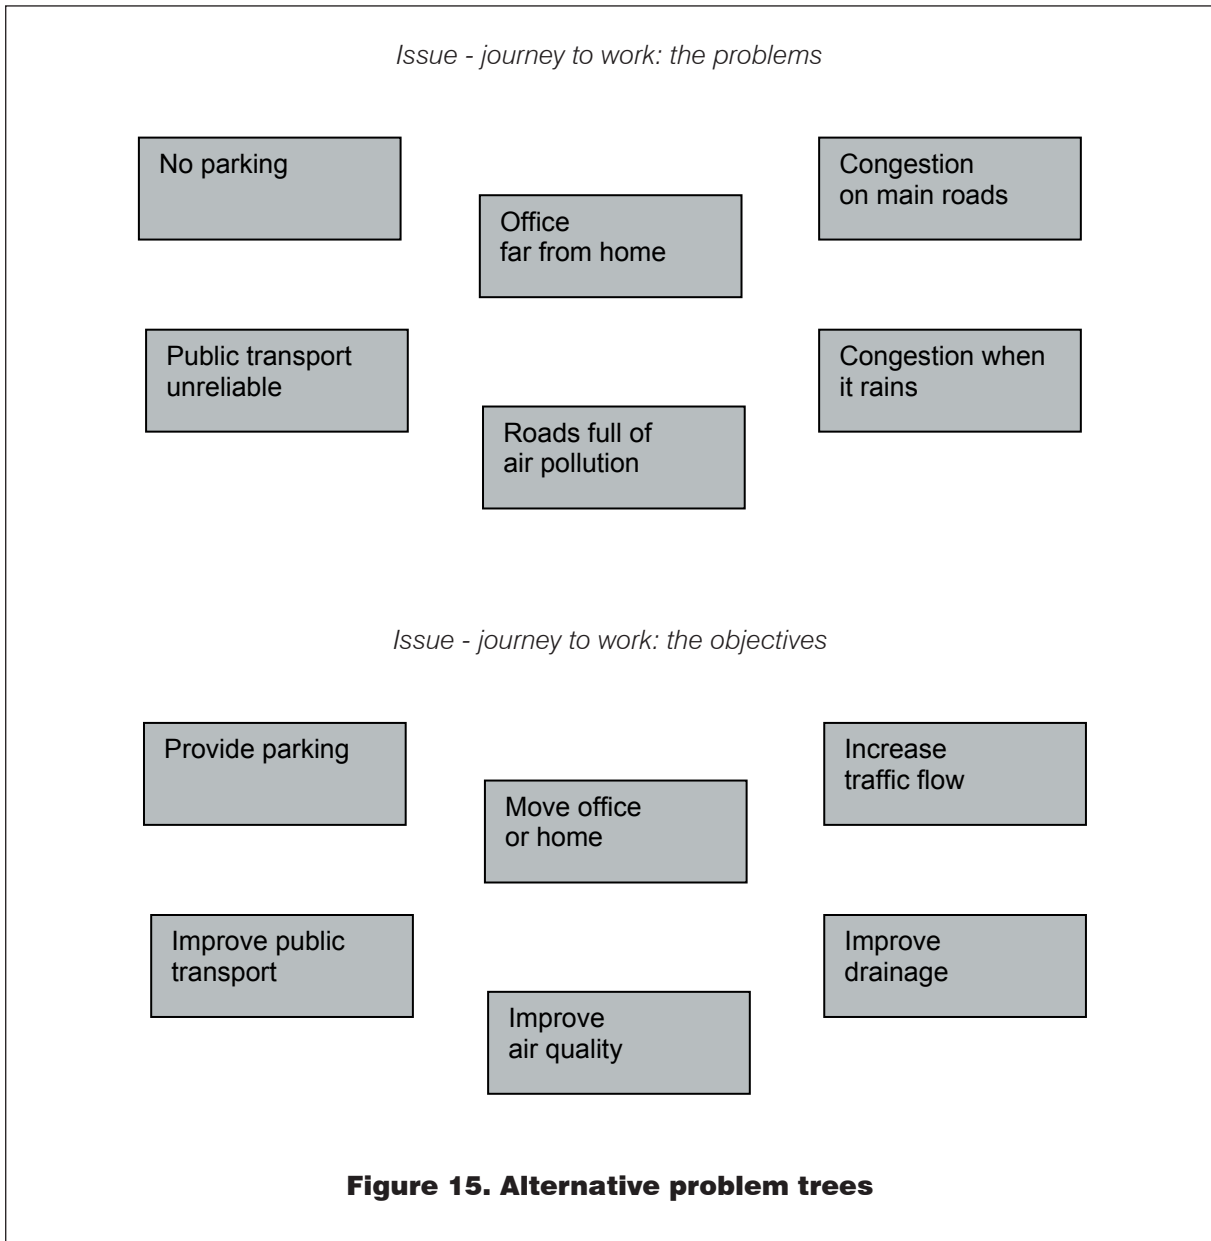 Issue - journey to work: the problems
No parking
Congestion
on main roads
Office
far from home
Public transport
unreliable
Congestion when
it rains
Roads full of
air pollution
Issue - journey to work: the objectives
Provide parking
Increase
traffic flow
Move office
or home
Improve public
transport
Improve
drainage
Improve
air quality
Figure 15. Alternative problem trees